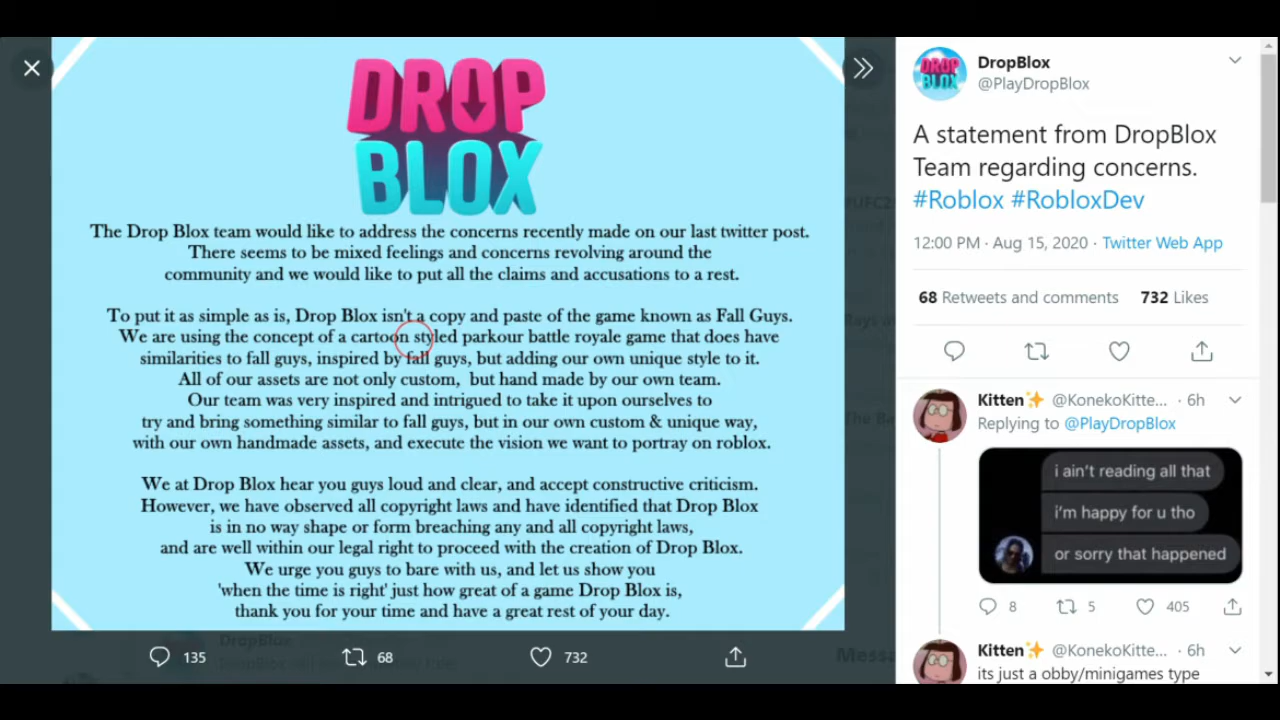 DROP
BLOX
The Drop Blox team would like to address the concerns recently made on our last twitter post.
There seems to be mixed feelings and concerns revolving around the
community and we would like to put all the claims and accusations to a rest.
To put it as simple as is, Drop Blox isn't a copy and paste of the game known as Fall Guys.
We are using the concept of a cartoon styled parkour battle royale game that does have
similarities to fall guys, inspired by fall guys, but adding our own unique style to it.
All of our assets are not only custom, but hand made by our own team.
Our team was very inspired and intrigued to take it upon ourselves to
try and bring something similar to fall guys, but in our own custom & unique way,
with our own handmade assets, and execute the vision we want to portray on roblox.
We at Drop Blox hear you guys loud and clear, and accept constructive criticism.
However, we have observed all copyright laws and have identified that Drop Blox
is in no way shape or form breaching any and all copyright laws,
and are well within our legal right to proceed with the creation of Drop Blox.
We urge you guys to bare with us, and let us show you
'when the time is right' just how great of a game Drop Blox is,
thank you for your time and have a great rest of your day.
135 68 732
DROP
BLOX
DropBlox
@PlayDropBlox
A statement from DropBlox
Team regarding concerns.
#Roblox #RobloxDev
12:00 PM · Aug 15, 2020 · Twitter Web App
68 Retweets and comments 732 Likes
Kitten✨ @KonekoKitte... · 6h
Replying to @PlayDropBlox
i ain't reading all that
i'm happy for u tho
or sorry that happened
8 5 405
Kitten✨ @KonekoKitte... · 6h
its just a obby/minigames type